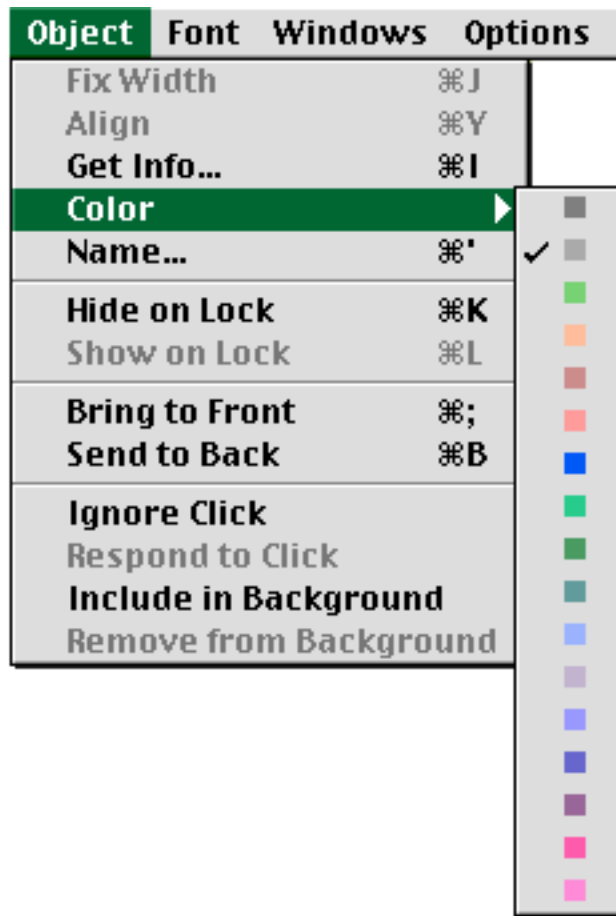 Object Font Windows Options
Fix Width ⌘J
Align ⌘Y
Get Info... ⌘I
Color
Name... ⌘'
Hide on Lock ⌘K
Show on Lock ⌘L
Bring to Front ⌘;
Send to Back ⌘B
Ignore Click
Respond to Click
Include in Background
Remove from Background